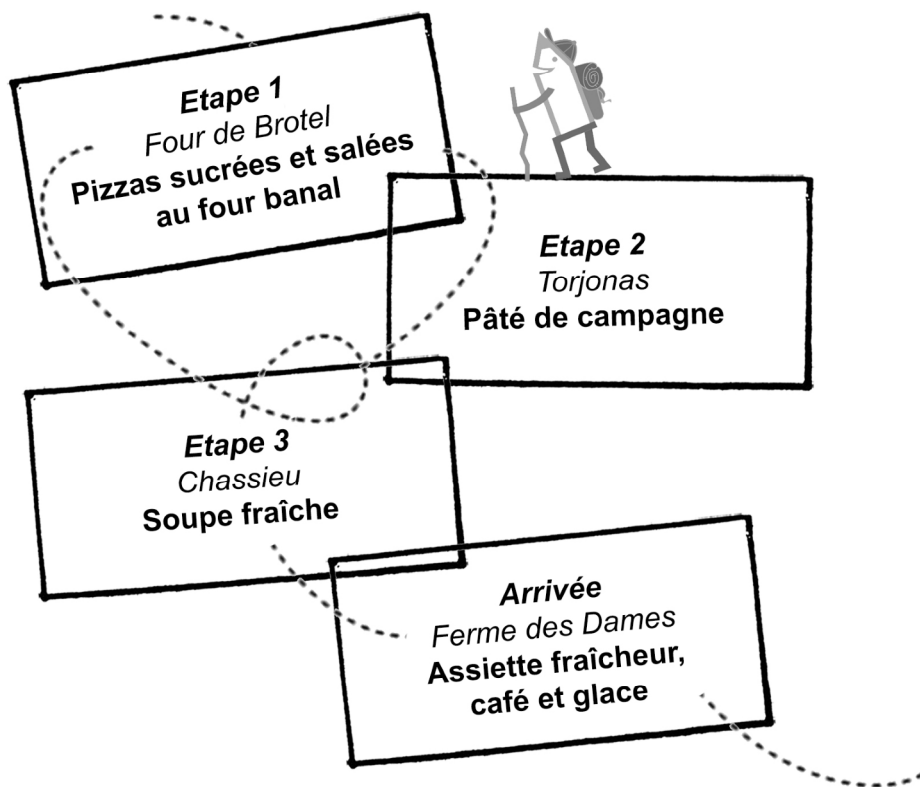 Etape 1
Four de Brotel
Pizzas sucrées et salées
au four banal
Etape 2
Torjonas
Pâté de campagne
Etape 3
Chassieu
Soupe fraîche
Arrivée
Ferme des Dames
Assiette fraîcheur,
café et glace